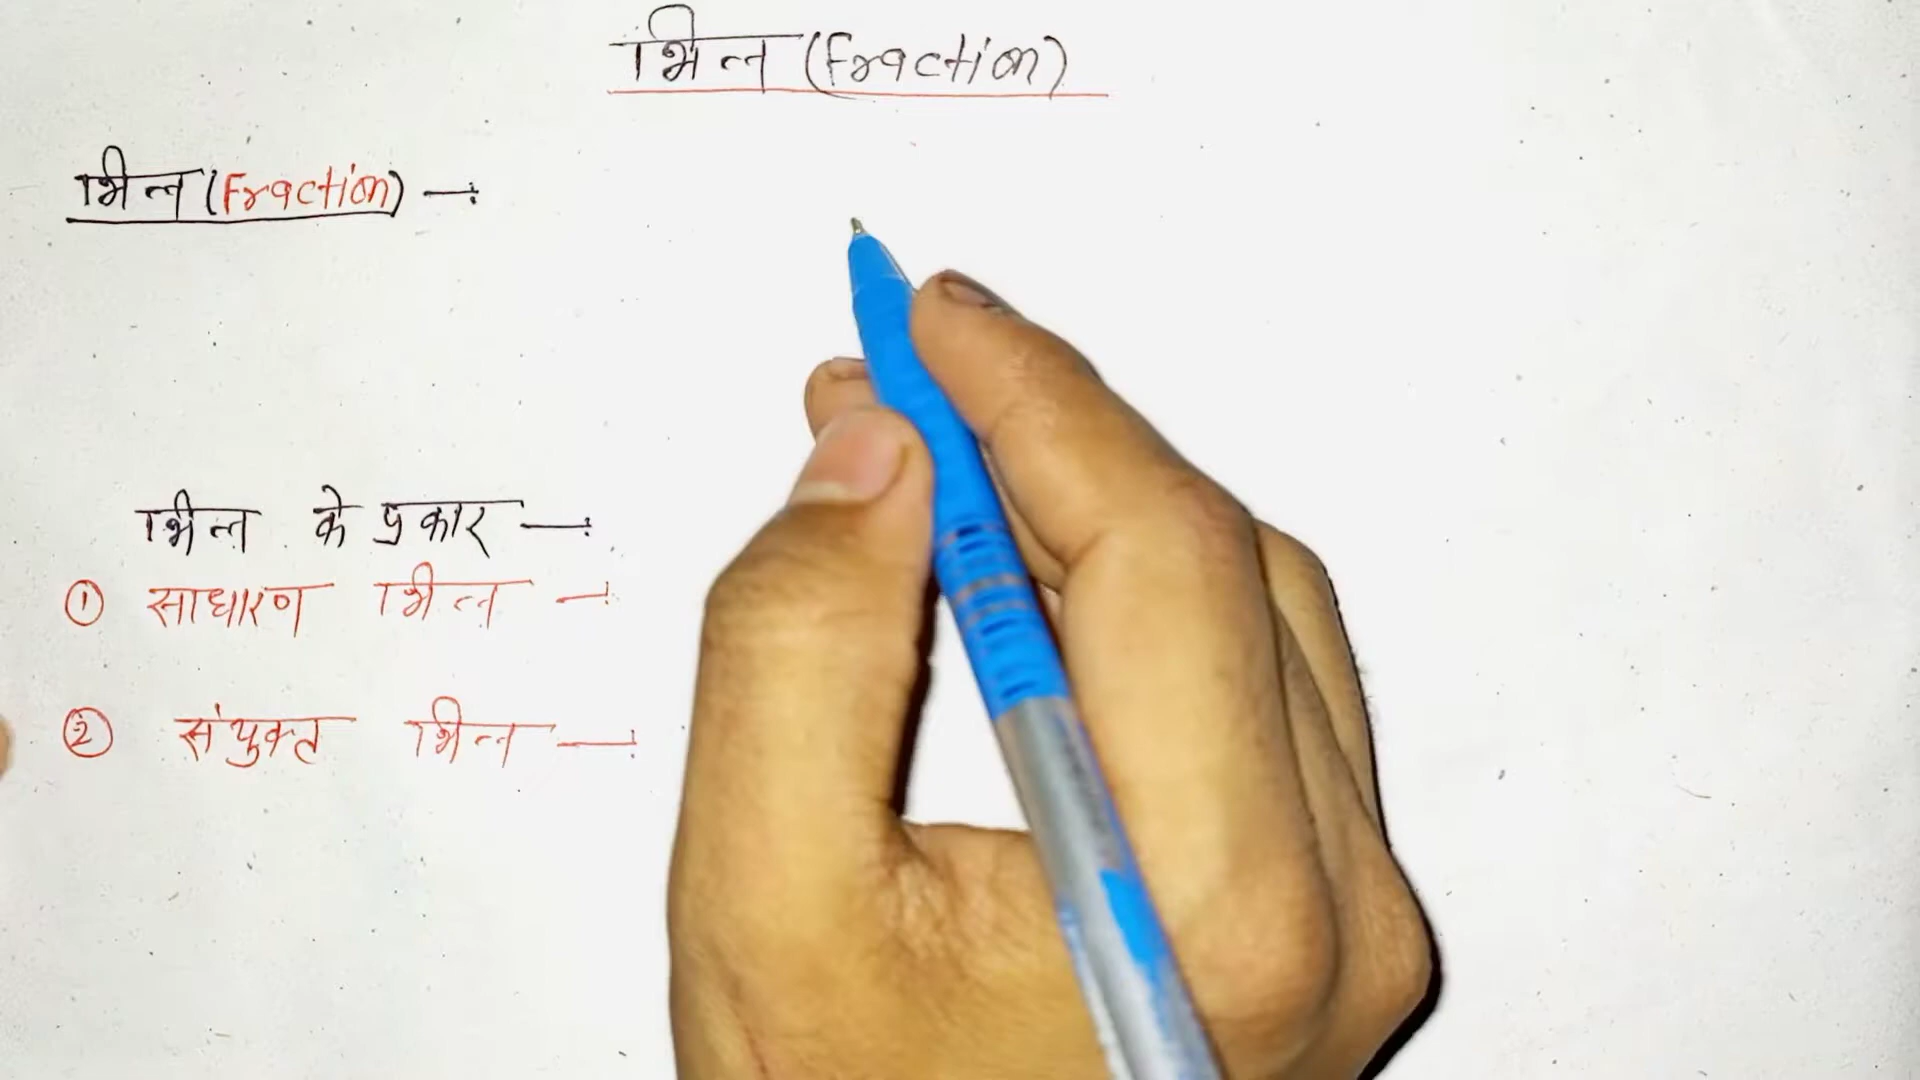 भिन्न (Fraction)
भिन्न (Fraction) →:
भिन्न के प्रकार →:
① साधारण भिन्न →:
② संयुक्त भिन्न →: